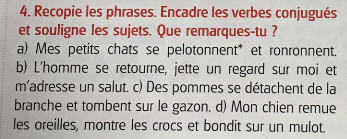 4. Recopie les phrases. Encadre les verbes conjugués
et souligne les sujets. Que remarques-tu ?
a) Mes petits chats se pelotonnent* et ronronnent.
b) L'homme se retourne, jette un regard sur moi et
m'adresse un salut. c) Des pommes se détachent de la
branche et tombent sur le gazon. d) Mon chien remue
les oreilles, montre les crocs et bondit sur un mulot.